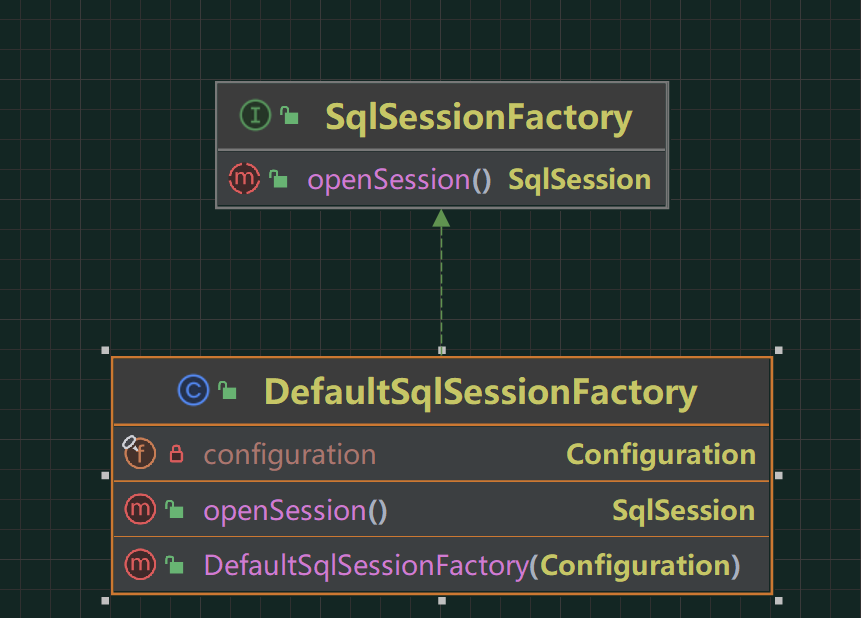 I SqlSessionFactory
m openSession() SqlSession
C DefaultSqlSessionFactory
f configuration Configuration
m openSession() SqlSession
m DefaultSqlSessionFactory(Configuration)